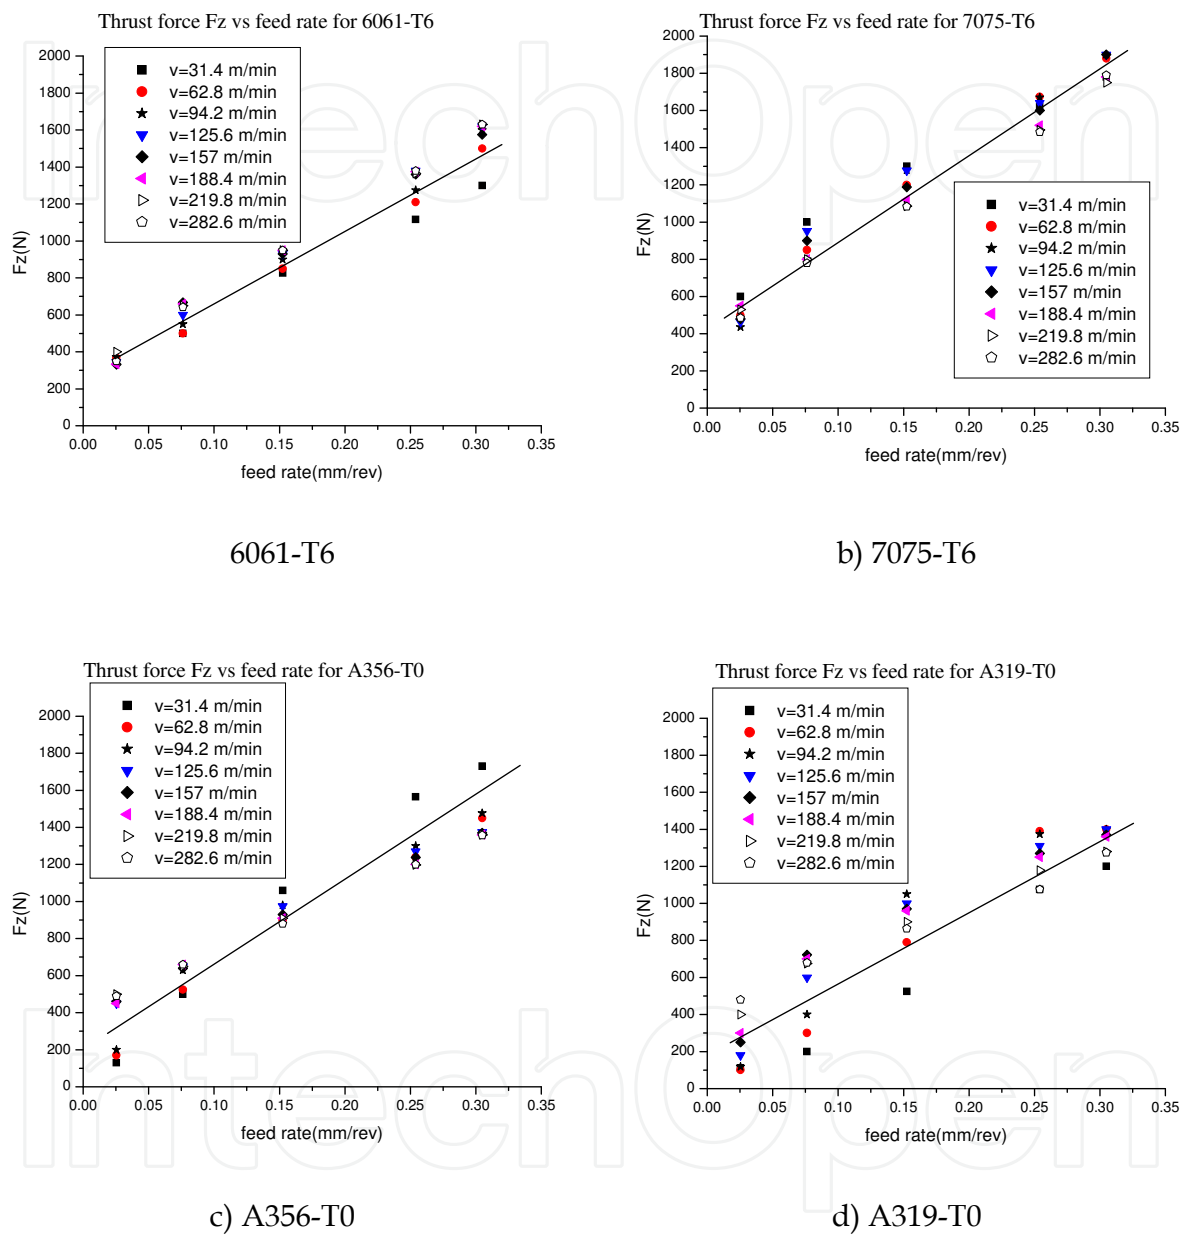 Thrust force Fz vs feed rate for 6061-T6
2000
1800
1600
1400
1200
1000
800
600
400
200
0
Fz(N)
v=31.4 m/min
v=62.8 m/min
v=94.2 m/min
v=125.6 m/min
v=157 m/min
v=188.4 m/min
v=219.8 m/min
v=282.6 m/min
0.00 0.05 0.10 0.15 0.20 0.25 0.30 0.35
feed rate(mm/rev)
6061-T6
Thrust force Fz vs feed rate for 7075-T6
2000
1800
1600
1400
1200
1000
800
600
400
200
0
Fz(N)
v=31.4 m/min
v=62.8 m/min
v=94.2 m/min
v=125.6 m/min
v=157 m/min
v=188.4 m/min
v=219.8 m/min
v=282.6 m/min
0.00 0.05 0.10 0.15 0.20 0.25 0.30 0.35
feed rate(mm/rev)
b) 7075-T6
Thrust force Fz vs feed rate for A356-T0
2000
1800
1600
1400
1200
1000
800
600
400
200
0
Fz(N)
v=31.4 m/min
v=62.8 m/min
v=94.2 m/min
v=125.6 m/min
v=157 m/min
v=188.4 m/min
v=219.8 m/min
v=282.6 m/min
0.00 0.05 0.10 0.15 0.20 0.25 0.30 0.35
feed rate(mm/rev)
c) A356-T0
Thrust force Fz vs feed rate for A319-T0
2000
1800
1600
1400
1200
1000
800
600
400
200
0
Fz(N)
v=31.4 m/min
v=62.8 m/min
v=94.2 m/min
v=125.6 m/min
v=157 m/min
v=188.4 m/min
v=219.8 m/min
v=282.6 m/min
0.00 0.05 0.10 0.15 0.20 0.25 0.30 0.35
feed rate(mm/rev)
d) A319-T0
IntechOpen
IntechOpen